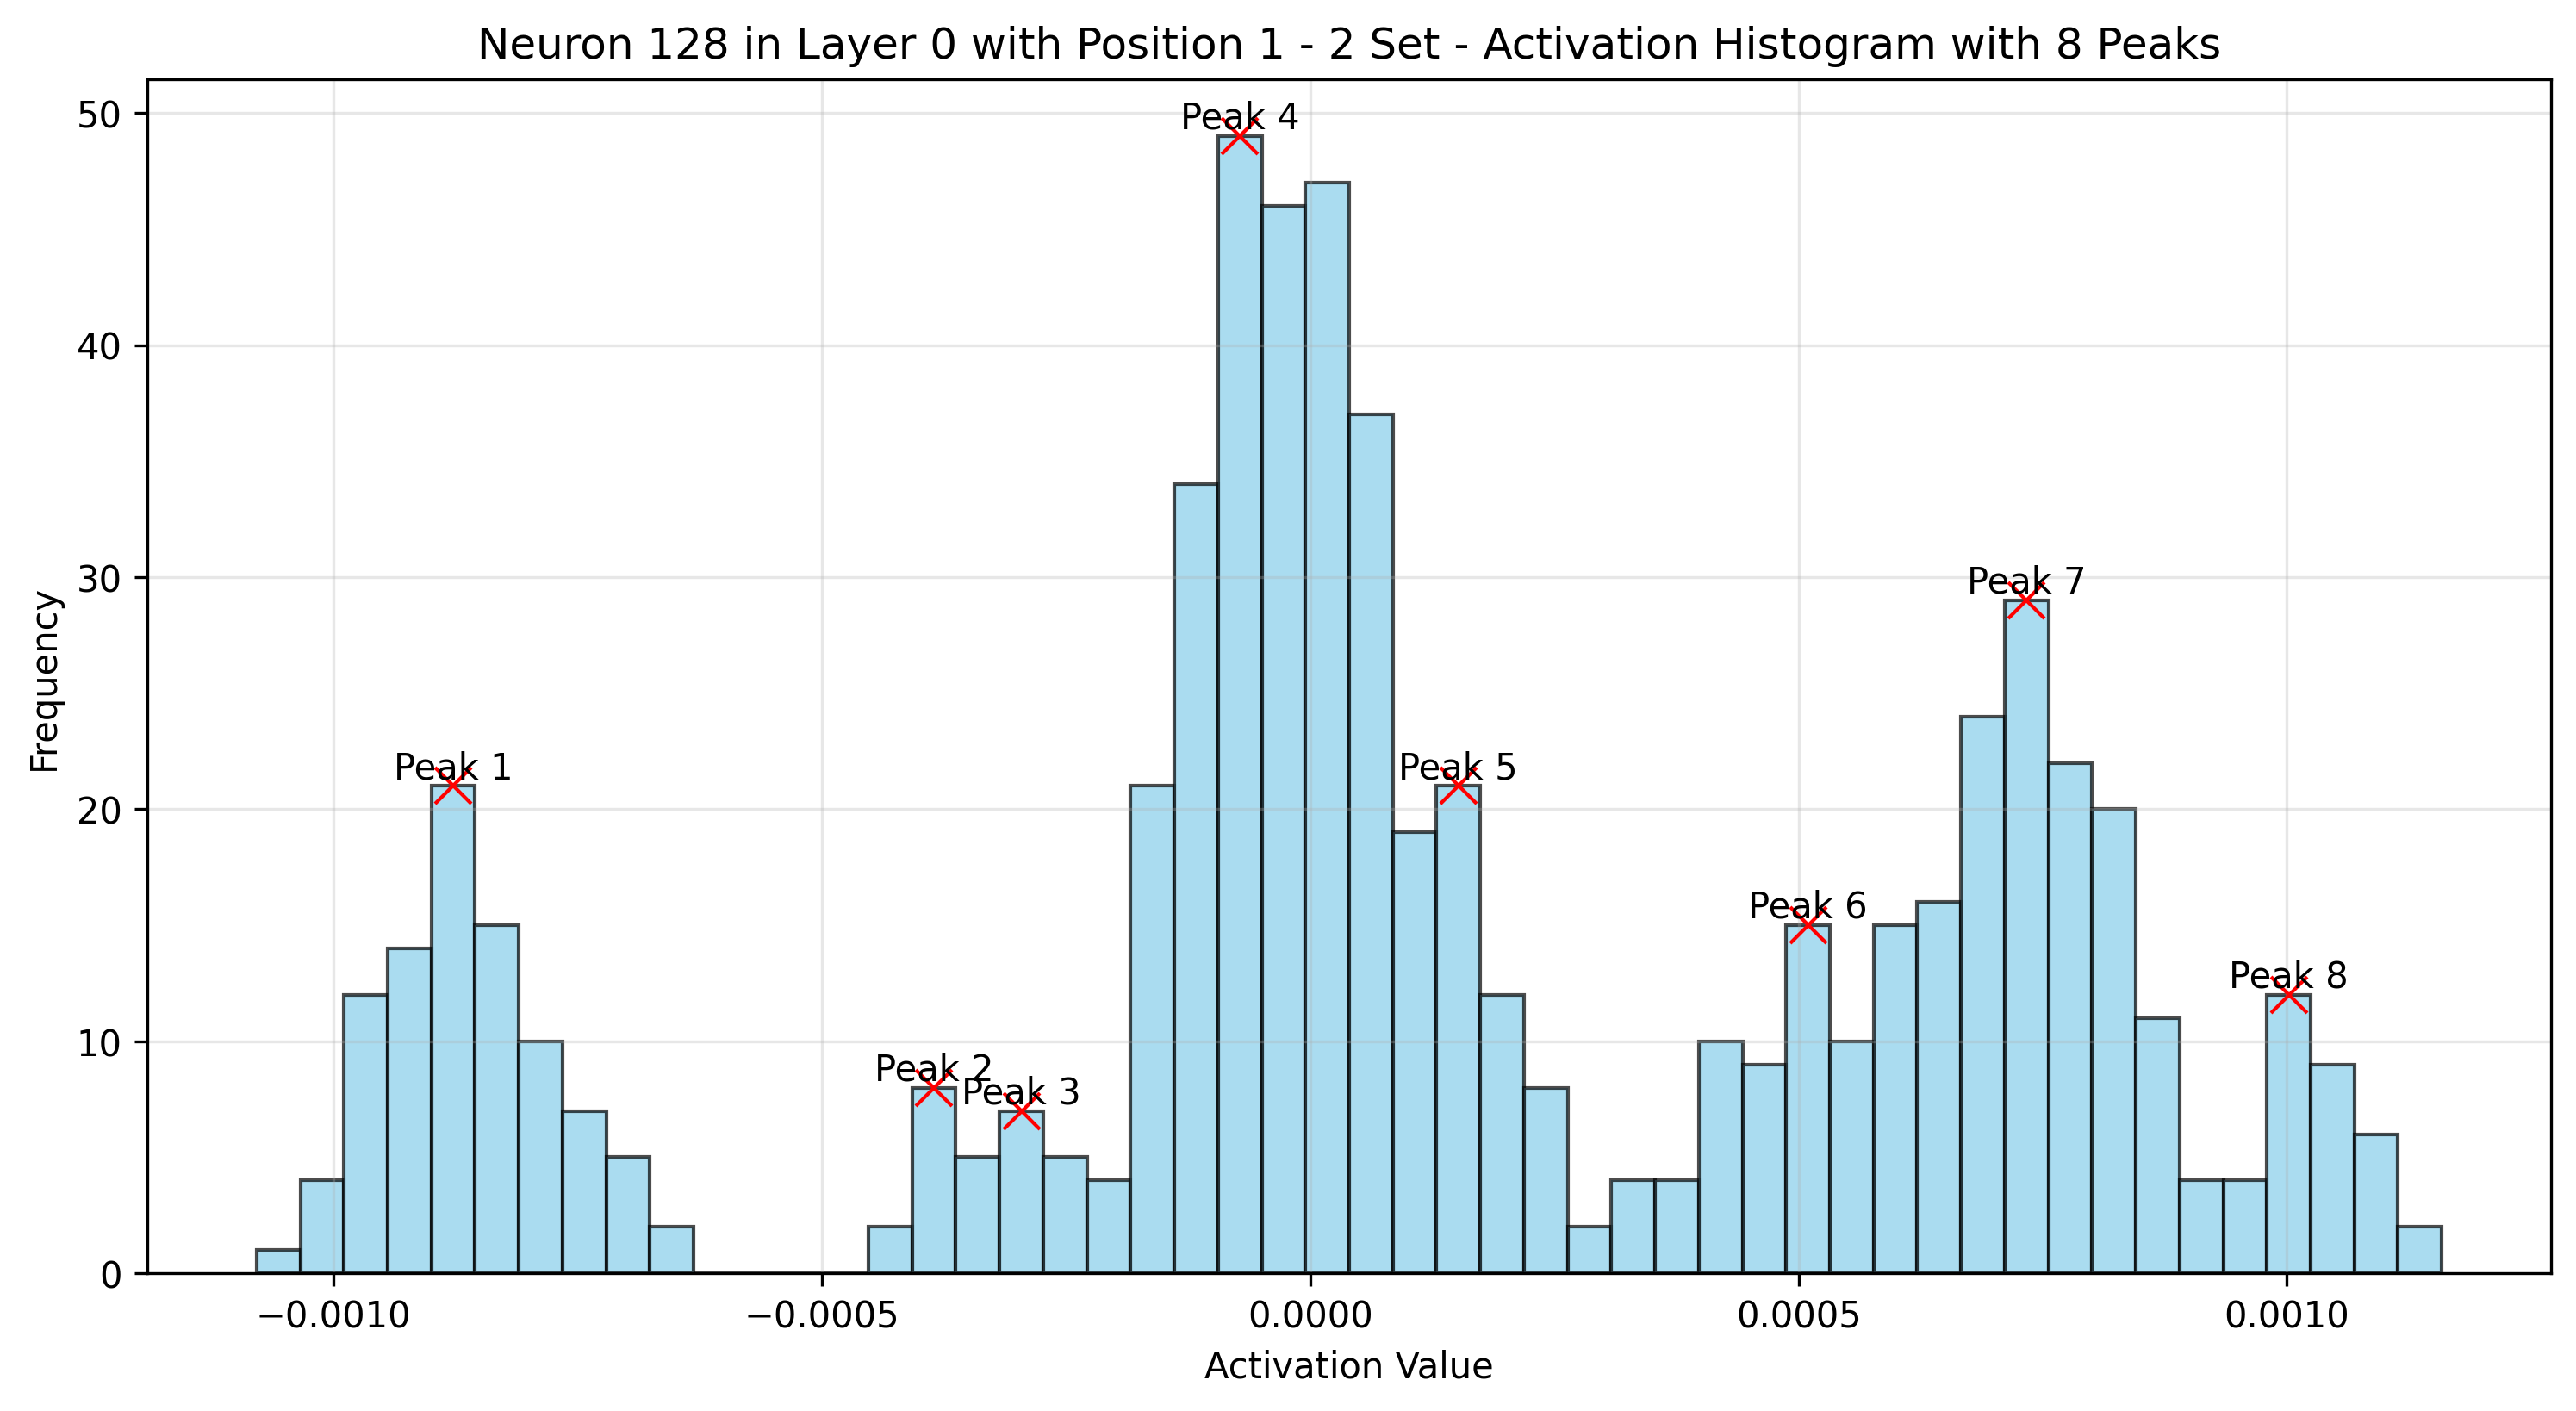 Neuron 128 in Layer 0 with Position 1 - 2 Set - Activation Histogram with 8 Peaks
50
Peak 4
40
30
Peak 7
Peak 1
Peak 5
20
Peak 6
Peak 8
10
Peak 2
Peak 3
0
Frequency
−0.0010
−0.0005
0.0000
0.0005
0.0010
Activation Value